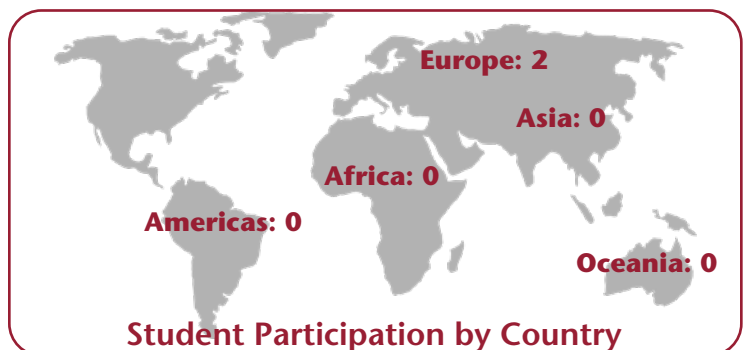 Europe: 2
Asia: 0
Africa: 0
Americas: 0
Oceania: 0
Student Participation by Country